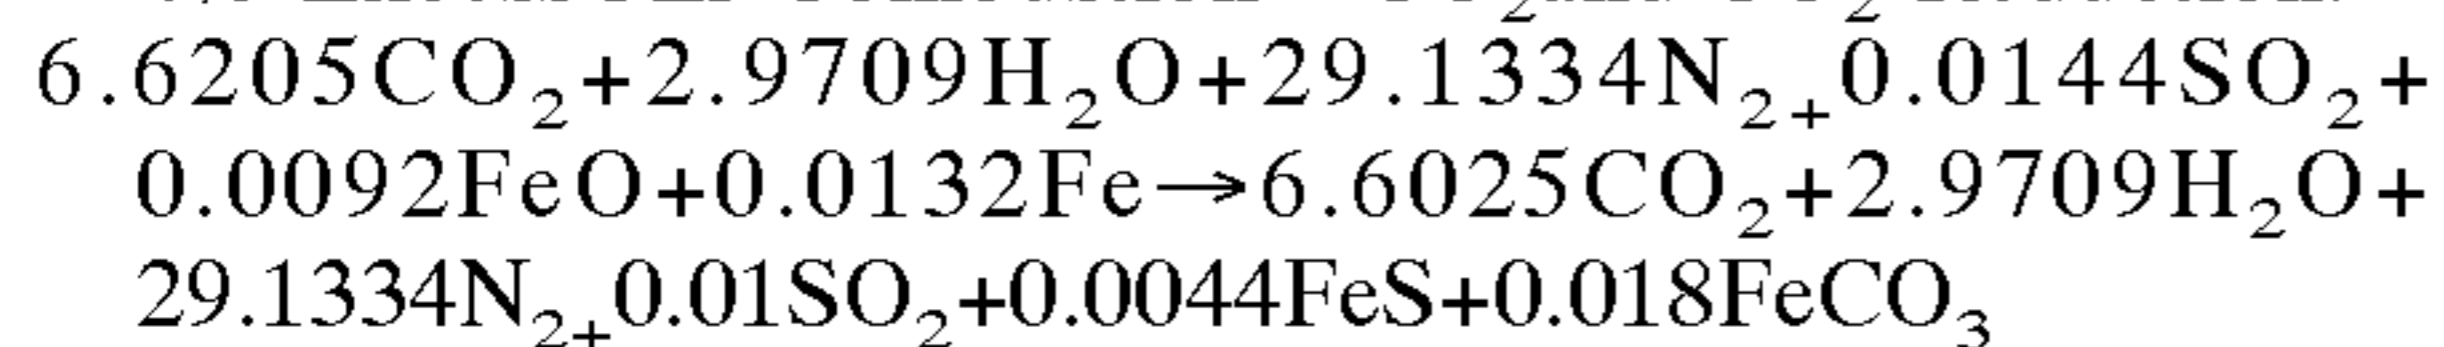 6.6205CO₂+2.9709H₂O+29.1334N₂₊0.0144SO₂+
0.0092FeO+0.0132Fe→6.6025CO₂+2.9709H₂O+
29.1334N₂₊0.01SO₂+0.0044FeS+0.018FeCO₃